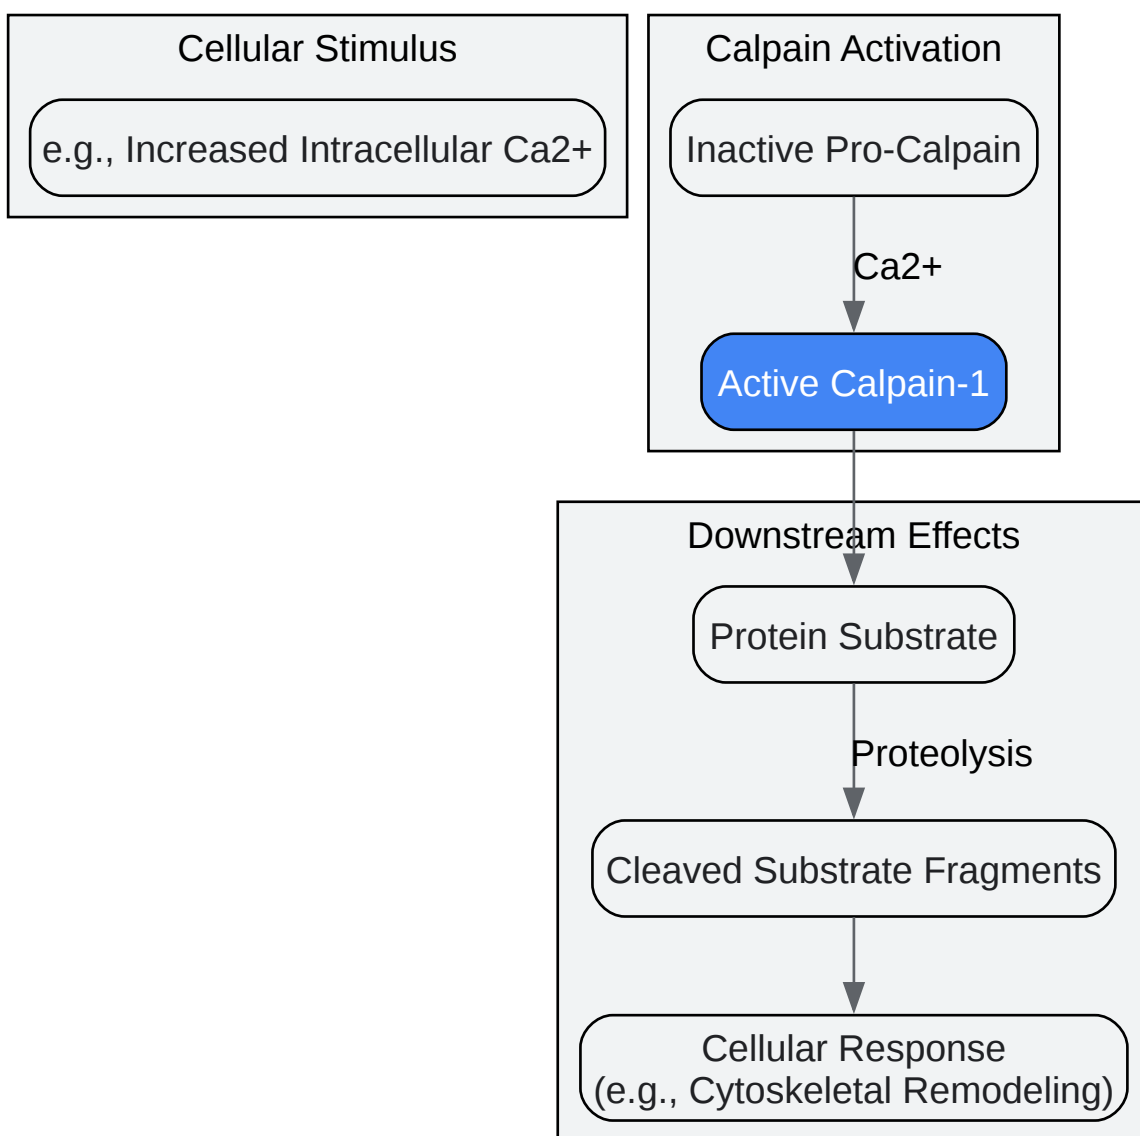 Cellular Stimulus
e.g., Increased Intracellular Ca2+
Calpain Activation
Inactive Pro-Calpain
Ca2+
Active Calpain-1
Downstream Effects
Protein Substrate
Proteolysis
Cleaved Substrate Fragments
Cellular Response
(e.g., Cytoskeletal Remodeling)